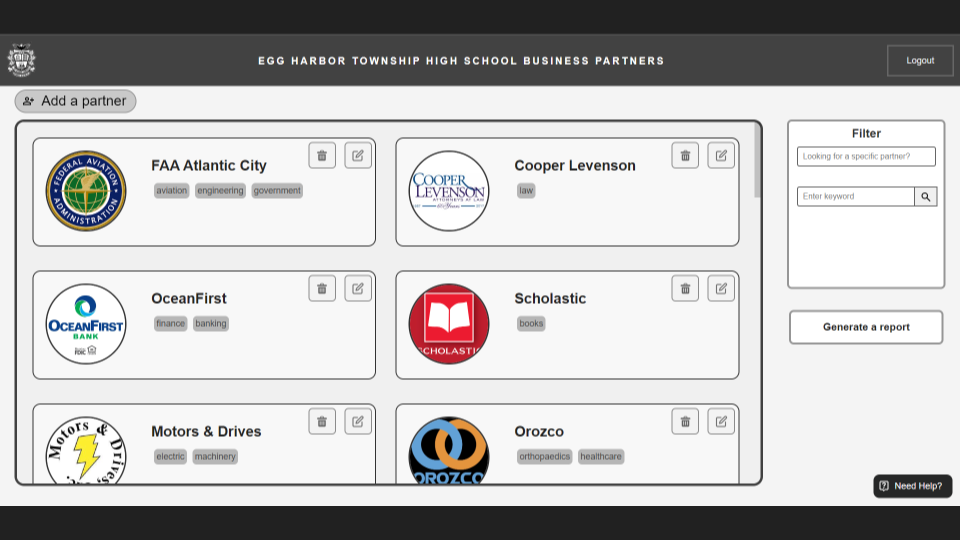 EGG HARBOR TOWNSHIP HIGH SCHOOL BUSINESS PARTNERS
Logout
Add a partner
FAA Atlantic City
aviation engineering government
FEDERAL AVIATION
ADMINISTRATION
Cooper Levenson
law
COOPER
LEVENSON
ATTORNEYS AT LAW
OceanFirst
finance banking
OCEANFIRST
BANK
FDIC
Scholastic
books
SCHOLASTIC
Motors & Drives
electric machinery
Motors & Drives,
Orozco
orthopaedics healthcare
OROZCO
Filter
Looking for a specific partner?
Enter keyword
Generate a report
Need Help?